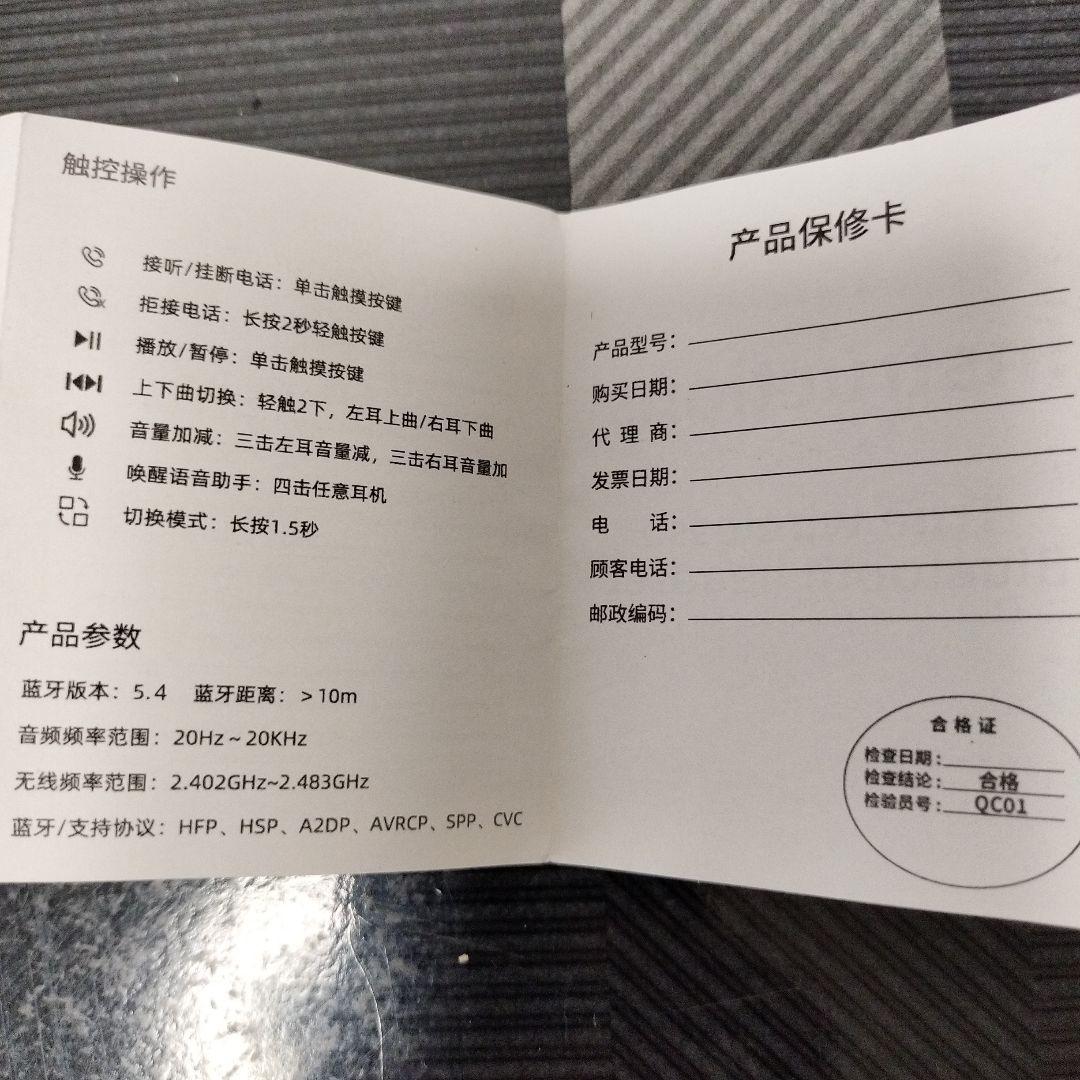 触控操作
接听/挂断电话：单击触摸按键
拒接电话：长按2秒轻触按键
播放/暂停：单击触摸按键
上下曲切换：轻触2下，左耳上曲/右耳下曲
音量加减：三击左耳音量减，三击右耳音量加
唤醒语音助手：四击任意耳机
切换模式：长按1.5秒
产品参数
蓝牙版本：5.4 蓝牙距离：>10m
音频频率范围：20Hz~20KHz
无线频率范围：2.402GHz~2.483GHz
蓝牙/支持协议：HFP、HSP、A2DP、AVRCP、SPP、CVC
产品保修卡
产品型号：
购买日期：
代 理 商：
发票日期：
电 话：
顾客电话：
邮政编码：
合格证
检查日期：
检查结论：合格
检验员号：QC01